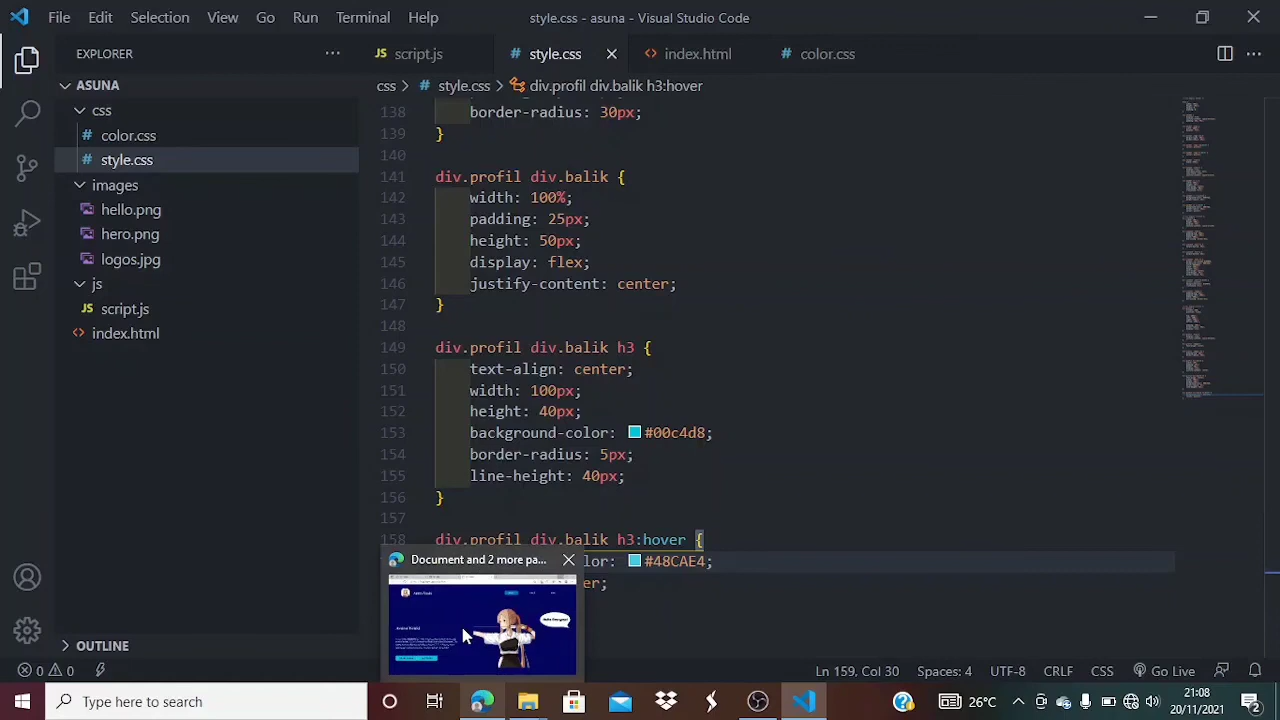 File Edit Selection View Go Run Terminal Help
style.css - asuna - Visual Studio Code
EXPLORER
script.js
style.css
index.html
color.css
ASUNA
css > style.css > div.profil div.balik h3:hover
css
color.css
style.css
images
hello.png
hero.png
logos.jpg
js
JS script.js
index.html
138 border-radius: 30px;
139 }
140
141 div.profil div.balik {
142 width: 100%;
143 padding: 25px;
144 height: 50px;
145 display: flex;
146 justify-content: center;
147 }
148
149 div.profil div.balik h3 {
150 text-align: center;
151 width: 100px;
152 height: 40px;
153 background-color: #00c4d8;
154 border-radius: 5px;
155 line-height: 40px;
156 }
157
158 div.profil div.balik h3:hover {
olor: #48CAE4;
er;
Document and 2 more pa...
OUTLINE
0 0
Ln 159, Col 30 Spaces: 4 UTF-8 CRLF CSS Go Live
Type here to search
26°C
21:08
20/11/2021
2